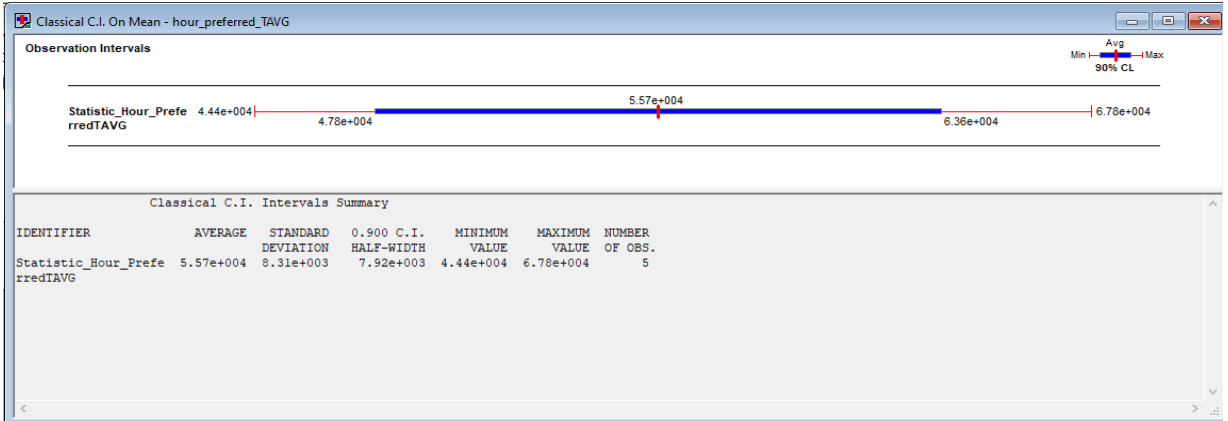 Classical C.I. On Mean - hour_preferred_TAVG
Observation Intervals
Avg
Min Max
90% CL
5.57e+004
Statistic_Hour_Prefe 4.44e+004 6.78e+004
rredTAVG 4.78e+004 6.36e+004
Classical C.I. Intervals Summary
IDENTIFIER AVERAGE STANDARD 0.900 C.I. MINIMUM MAXIMUM NUMBER
DEVIATION HALF-WIDTH VALUE VALUE OF OBS.
Statistic_Hour_Prefe 5.57e+004 8.31e+003 7.92e+003 4.44e+004 6.78e+004 5
rredTAVG